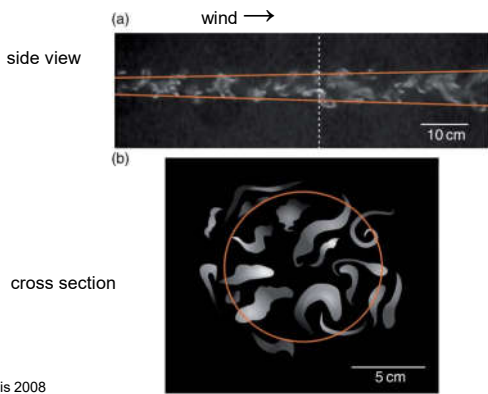 wind →
(a)
side view
10 cm
(b)
cross section
5 cm
is 2008